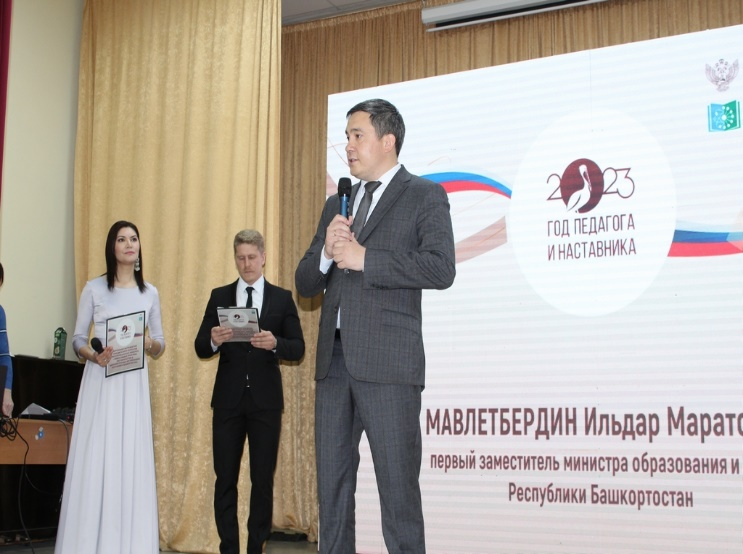 2023
ГОД ПЕДАГОГА
И НАСТАВНИКА
МАВЛЕТБЕРДИН Ильдар Марато
первый заместитель министра образования и
Республики Башкортостан